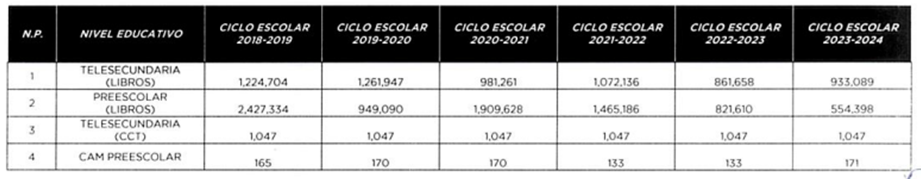 N.P. NIVEL EDUCATIVO CICLO ESCOLAR 2018-2019 CICLO ESCOLAR 2019-2020 CICLO ESCOLAR 2020-2021 CICLO ESCOLAR 2021-2022 CICLO ESCOLAR 2022-2023 CICLO ESCOLAR 2023-2024
1 TELESECUNDARIA (LIBROS) 1,224,704 1,261,947 981,261 1,072,136 861,658 933,089
2 PREESCOLAR (LIBROS) 2,427,334 949,090 1,909,628 1,465,186 821,610 554,398
3 TELESECUNDARIA (CCT) 1,047 1,047 1,047 1,047 1,047 1,047
4 CAM PREESCOLAR 165 170 170 133 133 171